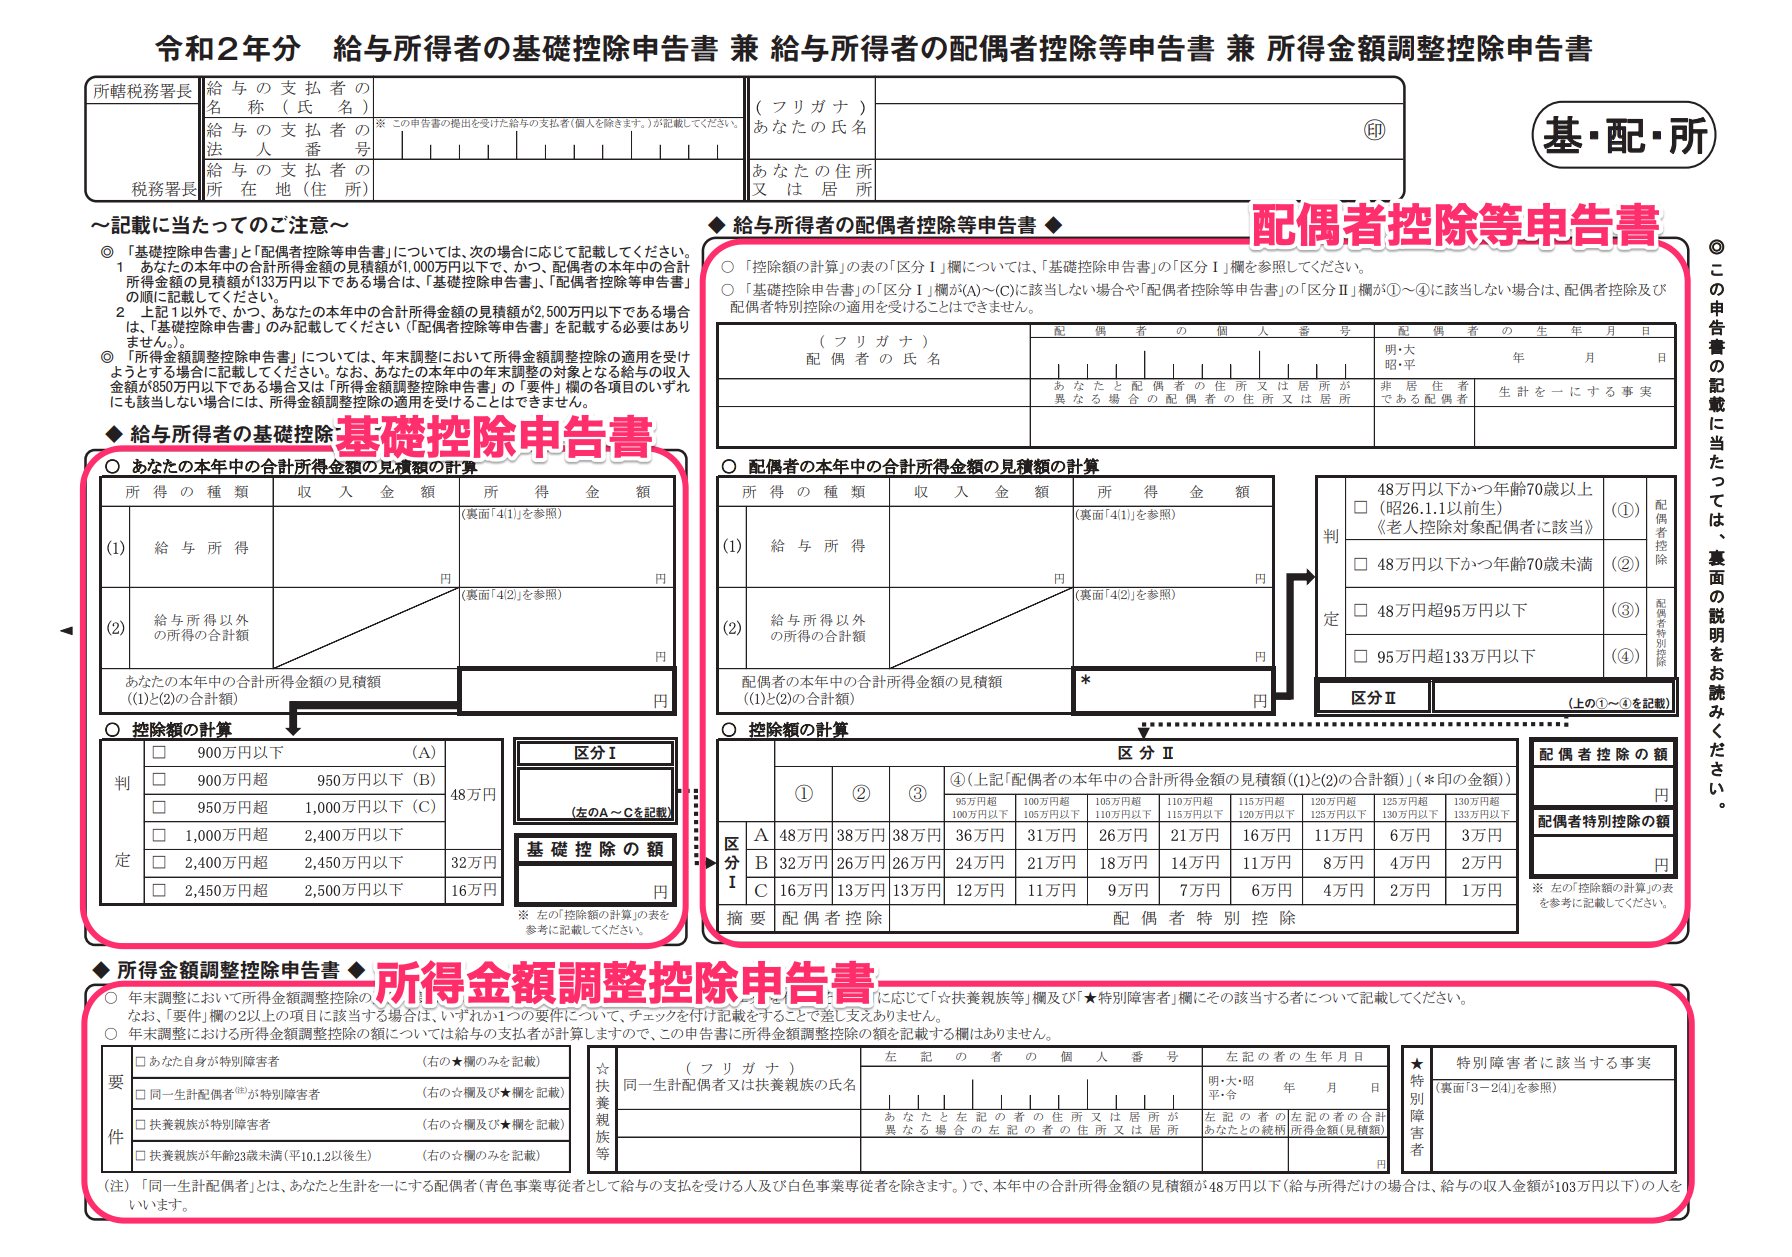 令和２年分　給与所得者の基礎控除申告書 兼 給与所得者の配偶者控除等申告書 兼 所得金額調整控除申告書
所轄税務署長
税務署長
給与の支払者の
名称（氏名）
給与の支払者の
法人番号
※ この申告書の提出を受けた給与の支払者(個人を除きます。)が記載してください。
給与の支払者の
所在地(住所)
(フリガナ)
あなたの氏名
印
あなたの住所
又は居所
基・配・所
～記載に当たってのご注意～
◎ 「基礎控除申告書」と「配偶者控除等申告書」については、次の場合に応じて記載してください。
１　あなたの本年中の合計所得金額の見積額が1,000万円以下で、かつ、配偶者の本年中の合計
所得金額の見積額が133万円以下である場合は、「基礎控除申告書」、「配偶者控除等申告書」
の順に記載してください。
２　上記１以外で、かつ、あなたの本年中の合計所得金額の見積額が2,500万円以下である場合
は、「基礎控除申告書」のみ記載してください（「配偶者控除等申告書」を記載する必要はあり
ません。）。
◎ 「所得金額調整控除申告書」については、年末調整において所得金額調整控除の適用を受け
ようとする場合に記載してください。なお、あなたの本年中の年末調整の対象となる給与の収入
金額が850万円以下である場合又は「所得金額調整控除申告書」の「要件」欄の各項目のいずれ
にも該当しない場合には、所得金額調整控除の適用を受けることはできません。
◆ 給与所得者の基礎控除
基礎控除申告書
○ あなたの本年中の合計所得金額の見積額の計算
所得の種類
収入金額
所得金額
(1)
給与所得
円
(裏面「4(1)」を参照)
円
(2)
給与所得以外
の所得の合計額
(裏面「4(2)」を参照)
円
あなたの本年中の合計所得金額の見積額
((1)と(2)の合計額)
円
○ 控除額の計算
判定
□ 900万円以下 (A)
□ 900万円超 950万円以下 (B)
□ 950万円超 1,000万円以下 (C)
□ 1,000万円超 2,400万円以下
48万円
□ 2,400万円超 2,450万円以下 32万円
□ 2,450万円超 2,500万円以下 16万円
区分Ⅰ
(左のA～Cを記載)
基礎控除の額
円
※ 左の「控除額の計算」の表を
参考に記載してください。
◆ 給与所得者の配偶者控除等申告書 ◆
配偶者控除等申告書
○ 「控除額の計算」の表の「区分Ⅰ」欄については、「基礎控除申告書」の「区分Ⅰ」欄を参照してください。
○ 「基礎控除申告書」の「区分Ⅰ」欄が(A)～(C)に該当しない場合や「配偶者控除等申告書」の「区分Ⅱ」欄が①～④に該当しない場合は、配偶者控除及び
配偶者特別控除の適用を受けることはできません。
(フリガナ)
配偶者の氏名
配偶者の個人番号
配偶者の生年月日
明・大
昭・平
年 月 日
あなたと配偶者の住所又は居所が
異なる場合の配偶者の住所又は居所
非居住者
である配偶者
生計を一にする事実
○ 配偶者の本年中の合計所得金額の見積額の計算
所得の種類
収入金額
所得金額
(1)
給与所得
円
(裏面「4(1)」を参照)
円
(2)
給与所得以外
の所得の合計額
(裏面「4(2)」を参照)
円
配偶者の本年中の合計所得金額の見積額
((1)と(2)の合計額)
*
円
判定
□ 48万円以下かつ年齢70歳以上
(昭26.1.1以前生)
《老人控除対象配偶者に該当》
(①)
□ 48万円以下かつ年齢70歳未満 (②)
配偶者控除
□ 48万円超95万円以下 (③)
□ 95万円超133万円以下 (④)
配偶者特別控除
区分Ⅱ
(上の①～④を記載)
○ 控除額の計算
区分Ⅱ
① ② ③
④(上記「配偶者の本年中の合計所得金額の見積額((1)と(2)の合計額)」(＊印の金額))
95万円超 100万円超 105万円超 110万円超 115万円超 120万円超 125万円超 130万円超
100万円以下 105万円以下 110万円以下 115万円以下 120万円以下 125万円以下 130万円以下 133万円以下
区分Ⅰ
A 48万円 38万円 38万円 36万円 31万円 26万円 21万円 16万円 11万円 6万円 3万円
B 32万円 26万円 26万円 24万円 21万円 18万円 14万円 11万円 8万円 4万円 2万円
C 16万円 13万円 13万円 12万円 11万円 9万円 7万円 6万円 4万円 2万円 1万円
摘要 配偶者控除 配偶者特別控除
配偶者控除の額
円
配偶者特別控除の額
円
※ 左の「控除額の計算」の表
を参考に記載してください。
◎この申告書の記載に当たっては、裏面の説明をお読みください。
◆ 所得金額調整控除申告書 ◆
所得金額調整控除申告書
○ 年末調整において所得金額調整控除の
に応じて「☆扶養親族等」欄及び「★特別障害者」欄にその該当する者について記載してください。
なお、「要件」欄の２以上の項目に該当する場合は、いずれか１つの要件について、チェックを付け記載をすることで差し支えありません。
○ 年末調整における所得金額調整控除の額については給与の支払者が計算しますので、この申告書に所得金額調整控除の額を記載する欄はありません。
要件
□ あなた自身が特別障害者 (右の★欄のみを記載)
□ 同一生計配偶者(注)が特別障害者 (右の☆欄及び★欄を記載)
□ 扶養親族が特別障害者 (右の☆欄及び★欄を記載)
□ 扶養親族が年齢23歳未満(平10.1.2以後生) (右の☆欄のみを記載)
☆扶養親族等
(フリガナ)
同一生計配偶者又は扶養親族の氏名
左記の者の個人番号
左記の者の生年月日
明・大・昭
平・令
年 月 日
あなたと左記の者の住所又は居所が
異なる場合の左記の者の住所又は居所
左記の者の
あなたとの続柄
左記の者の合計
所得金額(見積額)
円
★特別障害者
特別障害者に該当する事実
(裏面「3－2(4)」を参照)
(注) 「同一生計配偶者」とは、あなたと生計を一にする配偶者(青色事業専従者として給与の支払を受ける人及び白色事業専従者を除きます。)で、本年中の合計所得金額の見積額が48万円以下(給与所得だけの場合は、給与の収入金額が103万円以下)の人を
いいます。